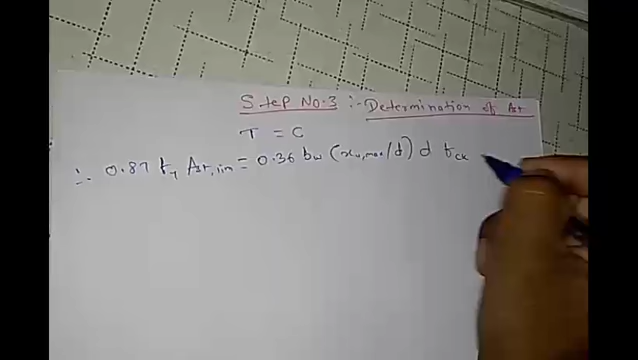 Step No.3 :- Determination of Ast
T = C
∴ 0.87 fy Ast,lim = 0.36 bw (xu,max/d) d fck